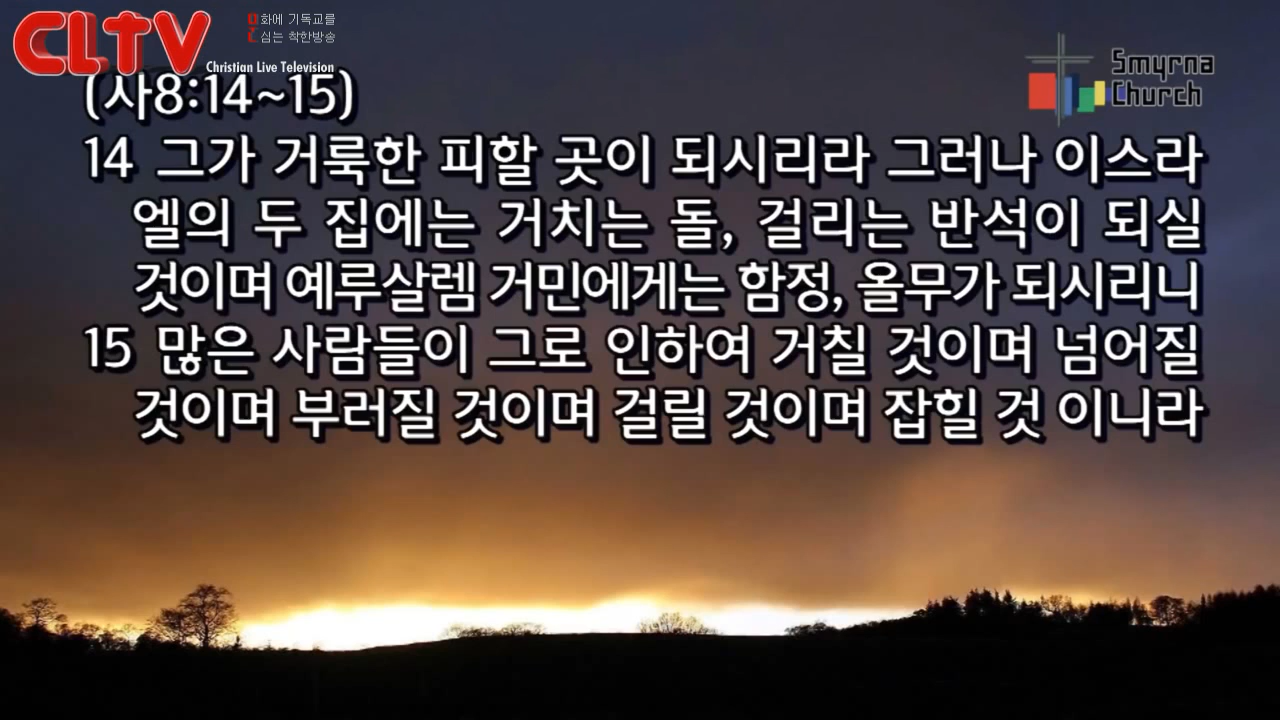 CLTV
문화에 기독교를
심는 착한방송
Christian Live Television
Smyrna
Church
(사8:14~15)
14 그가 거룩한 피할 곳이 되시리라 그러나 이스라
엘의 두 집에는 거치는 돌, 걸리는 반석이 되실
것이며 예루살렘 거민에게는 함정, 올무가 되시리니
15 많은 사람들이 그로 인하여 거칠 것이며 넘어질
것이며 부러질 것이며 걸릴 것이며 잡힐 것 이니라